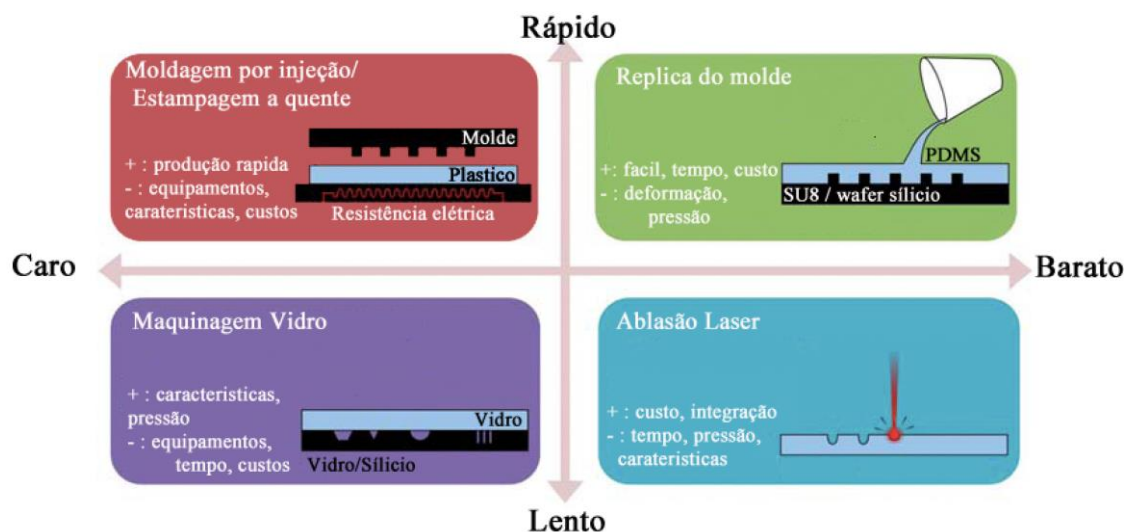 Rápido
Moldagem por injeção/
Estampagem a quente
Molde
+ : produção rapida
- : equipamentos,
carateristicas, custos
Plastico
Resistência elétrica
Replica do molde
PDMS
+: facil, tempo, custo
- : deformação,
pressão
SU8 / wafer sílicio
Caro
Barato
Maquinagem Vidro
+ : caracteristicas,
pressão
- : equipamentos,
tempo, custos
Vidro
Vidro/Sílicio
Ablasão Laser
+ : custo, integração
- : tempo, pressão,
carateristicas
Lento